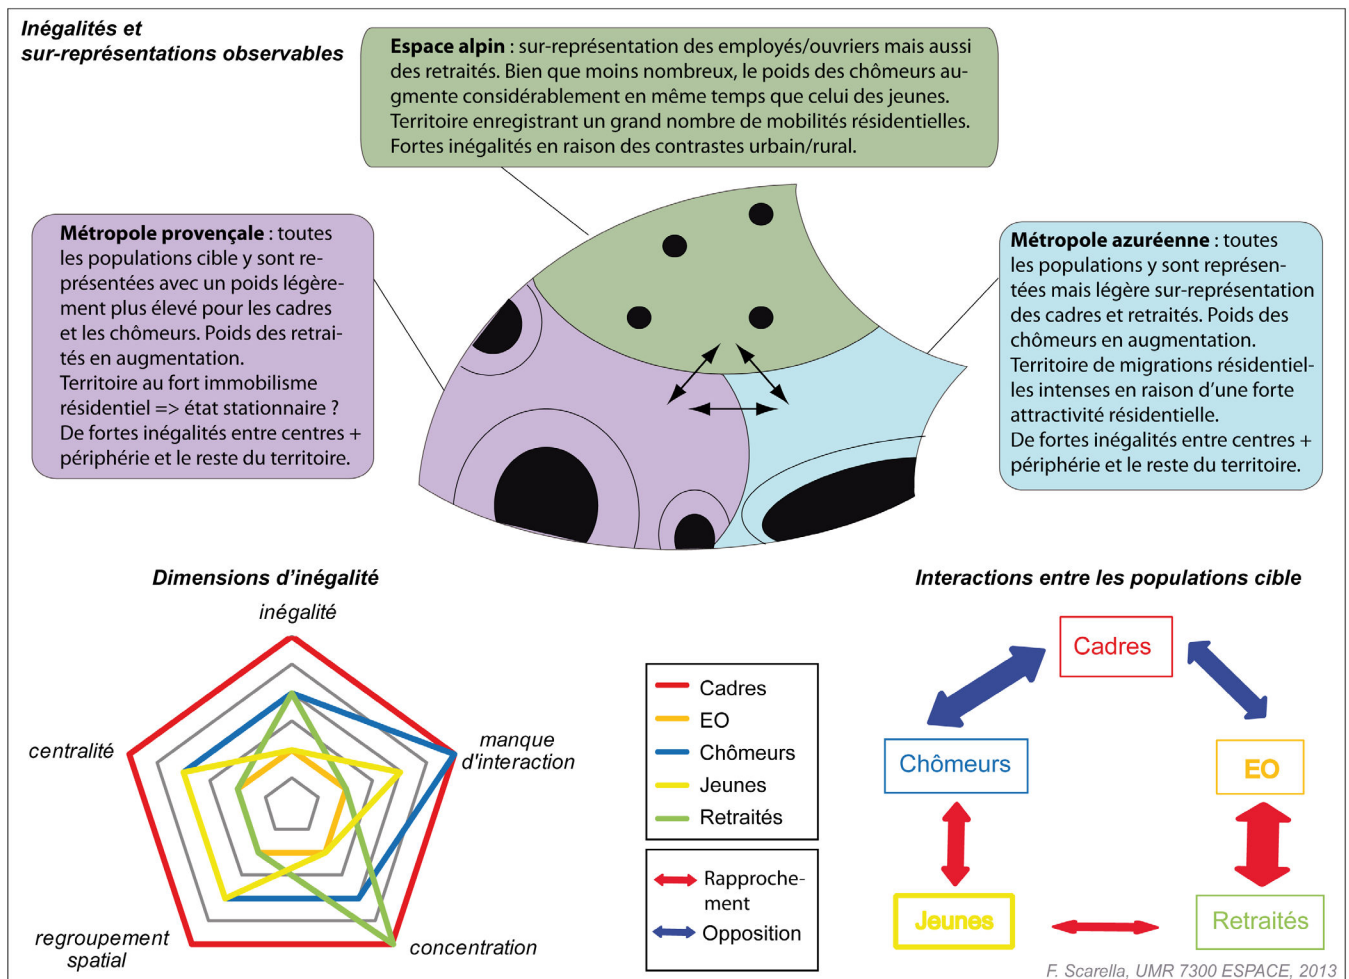 Inégalités et
sur-représentations observables
Espace alpin : sur-représentation des employés/ouvriers mais aussi
des retraités. Bien que moins nombreux, le poids des chômeurs au-
gmente considérablement en même temps que celui des jeunes.
Territoire enregistrant un grand nombre de mobilités résidentielles.
Fortes inégalités en raison des contrastes urbain/rural.
Métropole provençale : toutes
les populations cible y sont re-
présentées avec un poids légère-
ment plus élevé pour les cadres
et les chômeurs. Poids des retrai-
tés en augmentation.
Territoire au fort immobilisme
résidentiel => état stationnaire ?
De fortes inégalités entre centres +
périphérie et le reste du territoire.
Métropole azuréenne : toutes
les populations y sont représen-
tées mais légère sur-représentation
des cadres et retraités. Poids des
chômeurs en augmentation.
Territoire de migrations résidentiel-
les intenses en raison d'une forte
attractivité résidentielle.
De fortes inégalités entre centres +
périphérie et le reste du territoire.
Dimensions d'inégalité
inégalité
centralité
manque
d'interaction
regroupement
spatial
concentration
Cadres
EO
Chômeurs
Jeunes
Retraités
Rapproche-
ment
Opposition
Interactions entre les populations cible
Cadres
Chômeurs
EO
Jeunes
Retraités
F. Scarella, UMR 7300 ESPACE, 2013